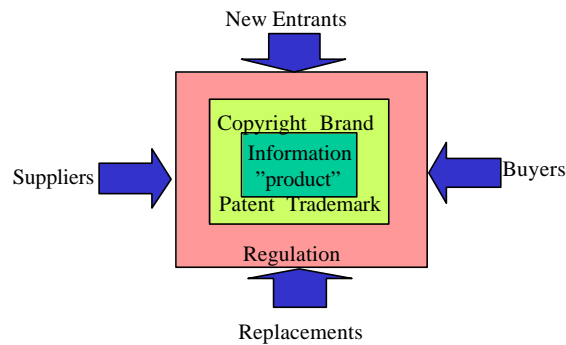 New Entrants
Copyright Brand
Information
"product"
Suppliers
Buyers
Patent Trademark
Regulation
Replacements